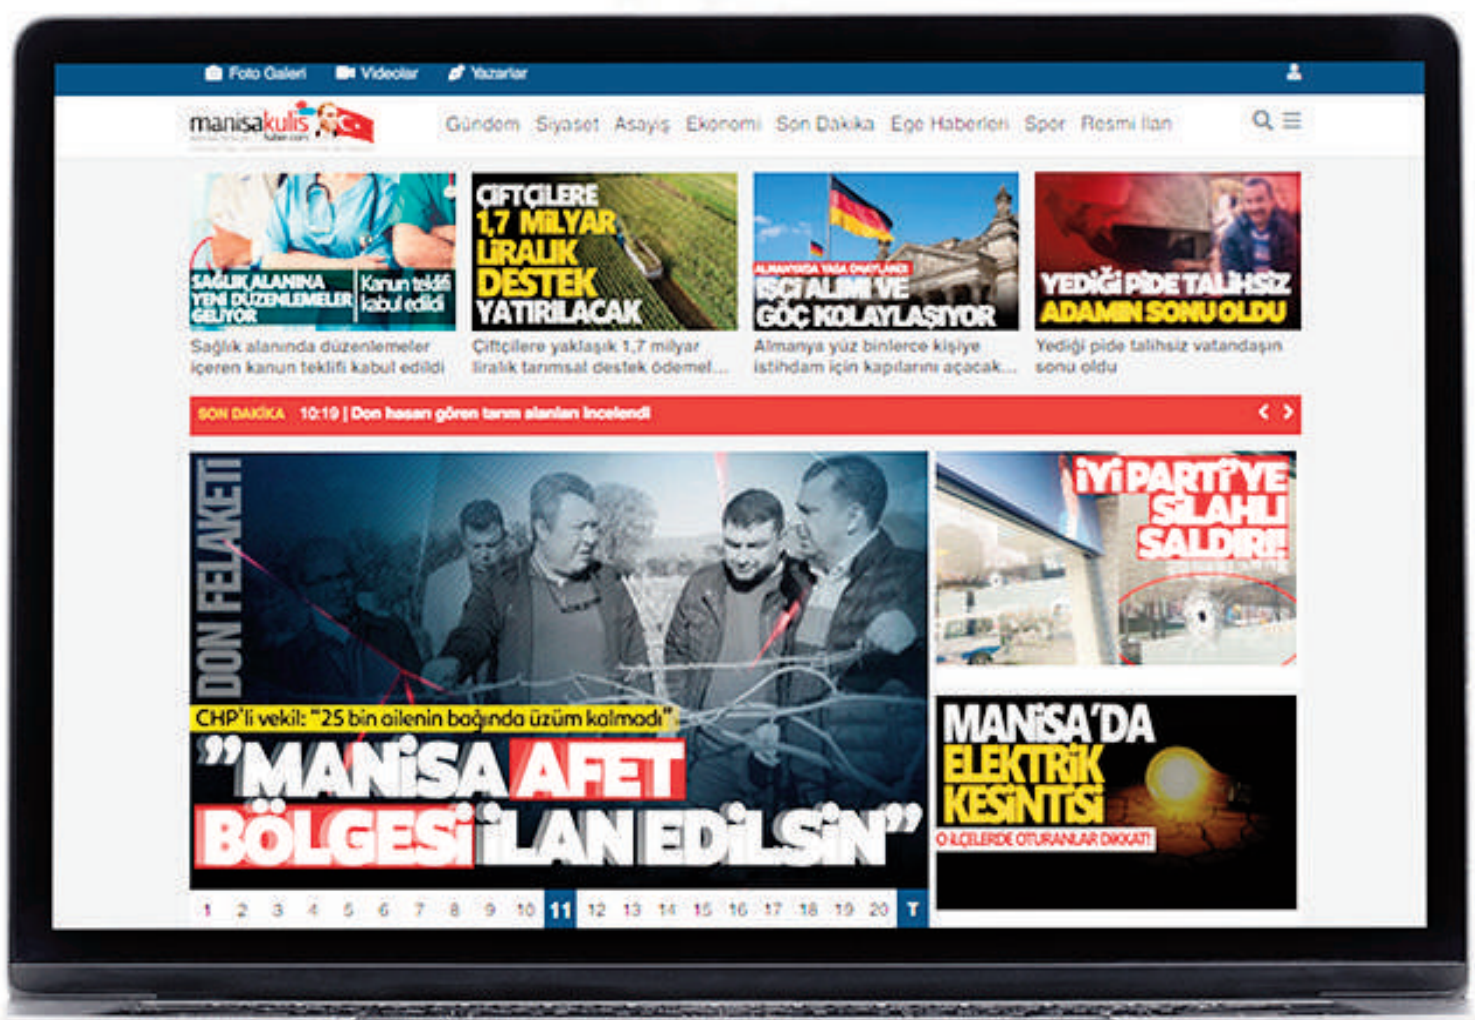 Foto Galeri Videolar Yazarlar
manisakulis
haber.com
Gündem Siyaset Asayiş Ekonomi Son Dakika Ege Haberleri Spor Resmi İlan
SAĞLIK ALANINA
YENİ DÜZENLEMELER
GELİYOR
Kanun teklifi
kabul edildi
Sağlık alanında düzenlemeler
içeren kanun teklifi kabul edildi
ÇİFTÇİLERE
1,7 MİLYAR
LİRALIK
DESTEK
YATIRILACAK
Çiftçilere yaklaşık 1,7 milyar
liralık tarımsal destek ödemel...
ALMANYA'DA YASA ONAYLANDI
İŞÇİ ALIMI VE
GÖÇ KOLAYLAŞIYOR
Almanya yüz binlerce kişiye
istihdam için kapılarını açacak...
YEDİĞİ PİDE TALİHSİZ
ADAMIN SONU OLDU
Yediği pide talihsiz vatandaşın
sonu oldu
SON DAKİKA 10:19 | Don hasarı gören tarım alanları incelendi
DON FELAKETİ
CHP'li vekil: "25 bin ailenin bağında üzüm kalmadı"
"MANİSA AFET
BÖLGESİ İLAN EDİLSİN"
1 2 3 4 5 6 7 8 9 10 11 12 13 14 15 16 17 18 19 20 T
İYİ PARTİ'YE
SİLAHLI
SALDIRI!
MANİSA'DA
ELEKTRİK
KESİNTİSİ
O İLÇELERDE OTURANLAR DİKKAT!